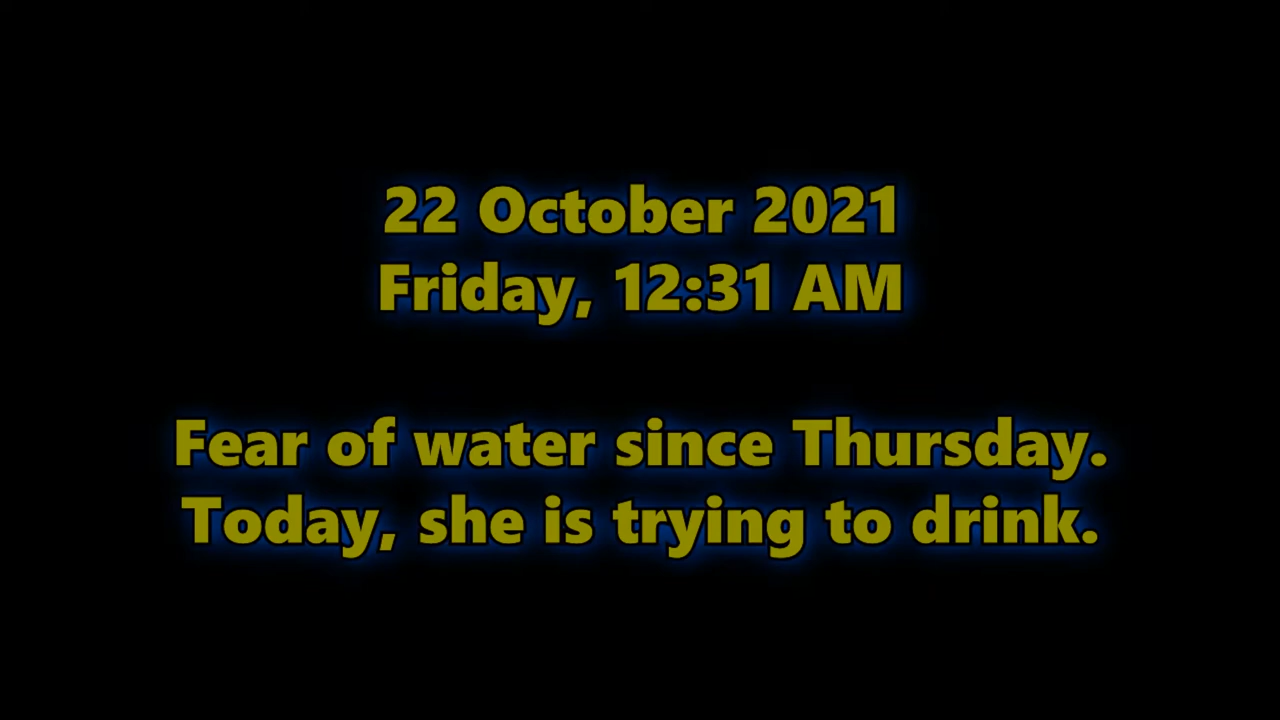 22 October 2021
Friday, 12:31 AM
Fear of water since Thursday.
Today, she is trying to drink.